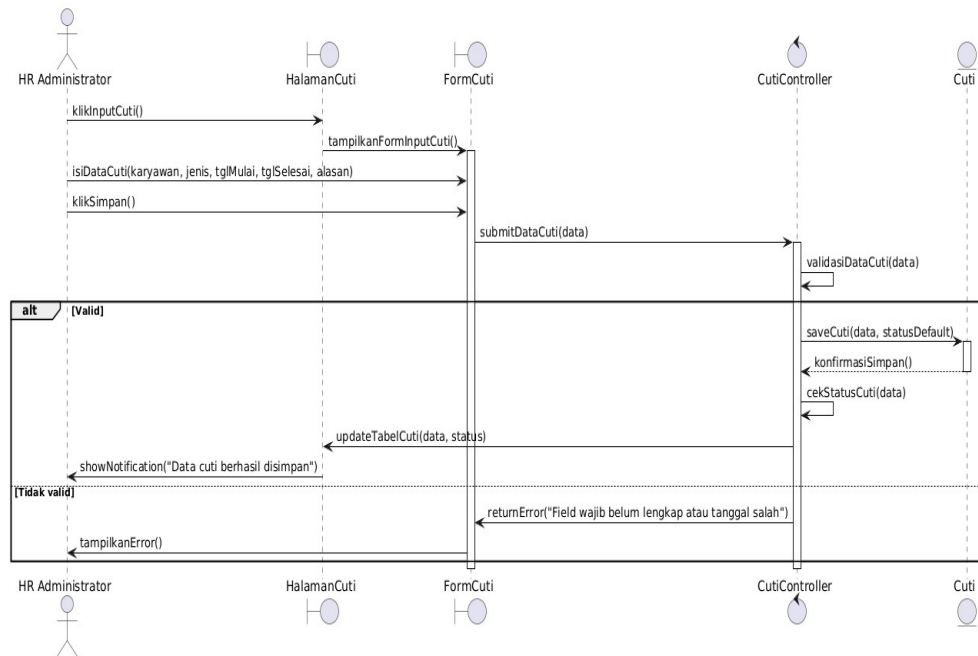 HR Administrator
HalamanCuti
FormCuti
CutiController
Cuti
klikInputCuti()
tampilkanFormInputCuti()
isiDataCuti(karyawan, jenis, tglMulai, tglSelesai, alasan)
klikSimpan()
submitDataCuti(data)
validasiDataCuti(data)
alt
[Valid]
saveCuti(data, statusDefault)
konfirmasiSimpan()
cekStatusCuti(data)
updateTabelCuti(data, status)
showNotification("Data cuti berhasil disimpan")
[Tidak valid]
returnError("Field wajib belum lengkap atau tanggal salah")
tampilkanError()
HR Administrator
HalamanCuti
FormCuti
CutiController
Cuti